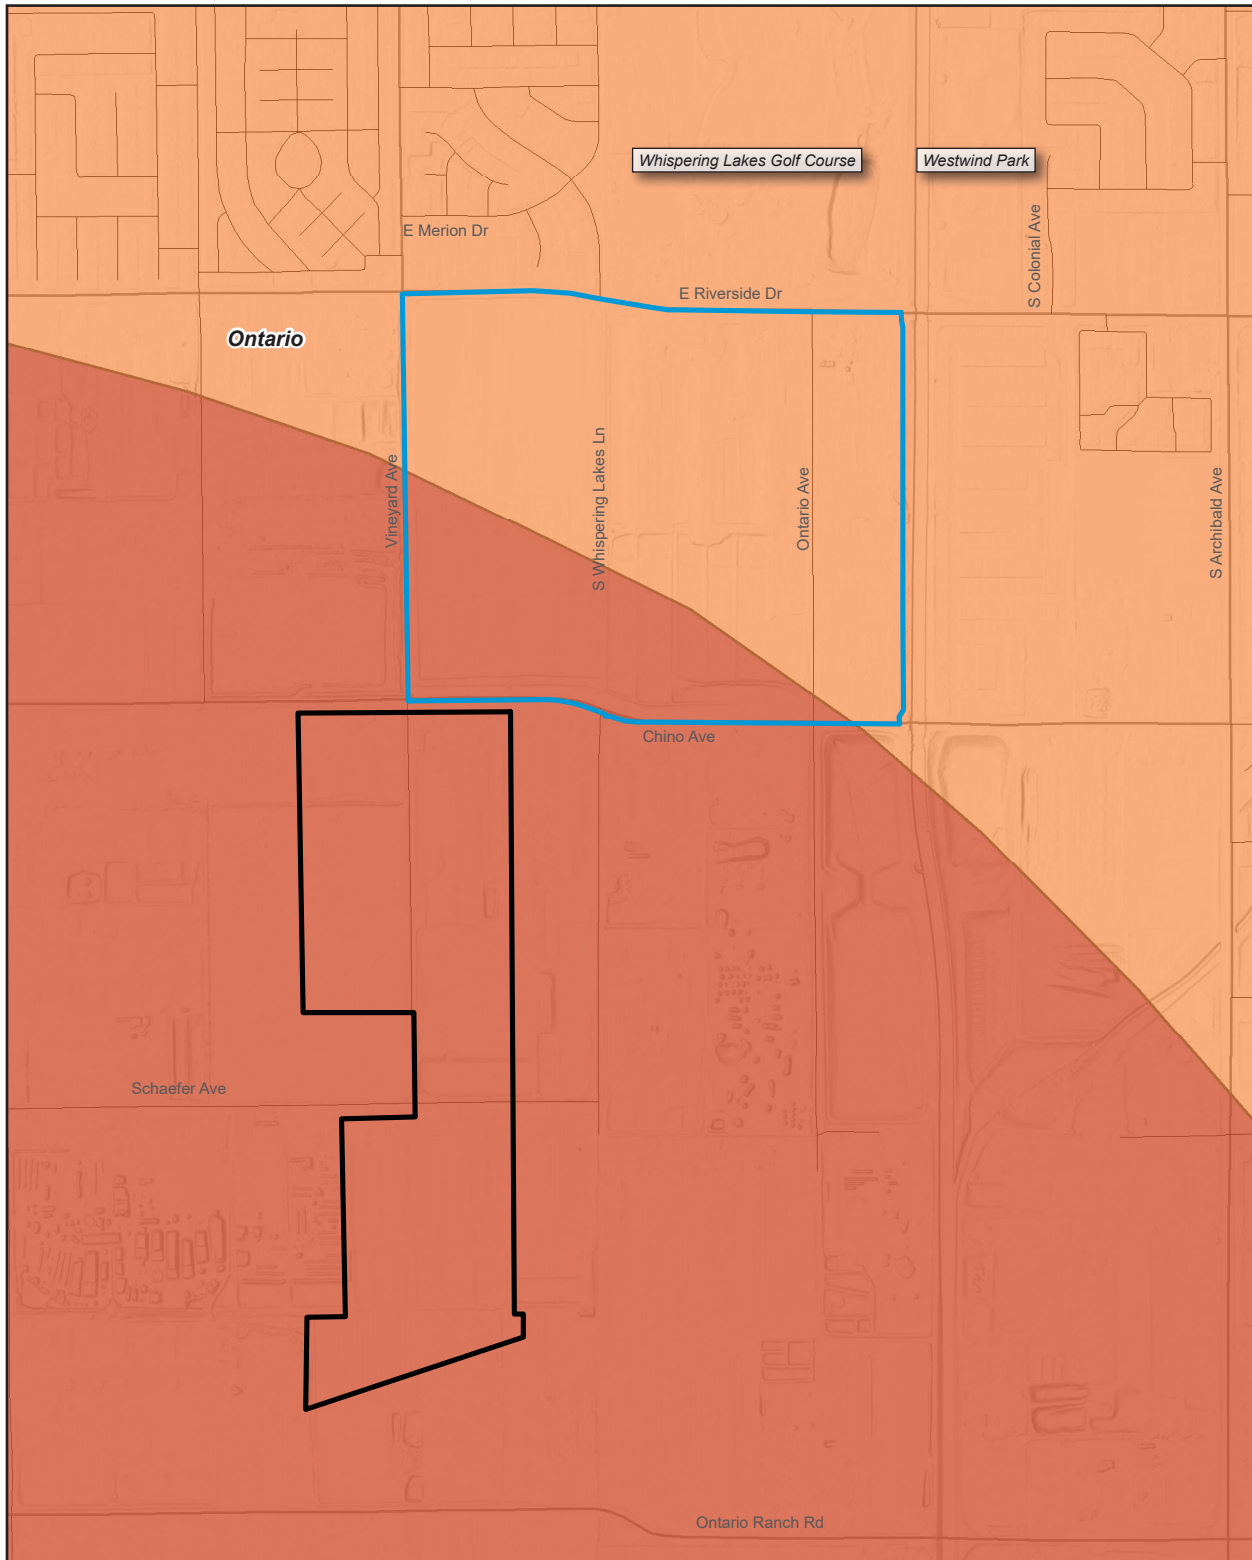 Whispering Lakes Golf Course
Westwind Park
E Merion Dr
S Colonial Ave
E Riverside Dr
Ontario
Vineyard Ave
S Whispering Lakes Ln
Ontario Ave
S Archibald Ave
Chino Ave
Schaefer Ave
Ontario Ranch Rd